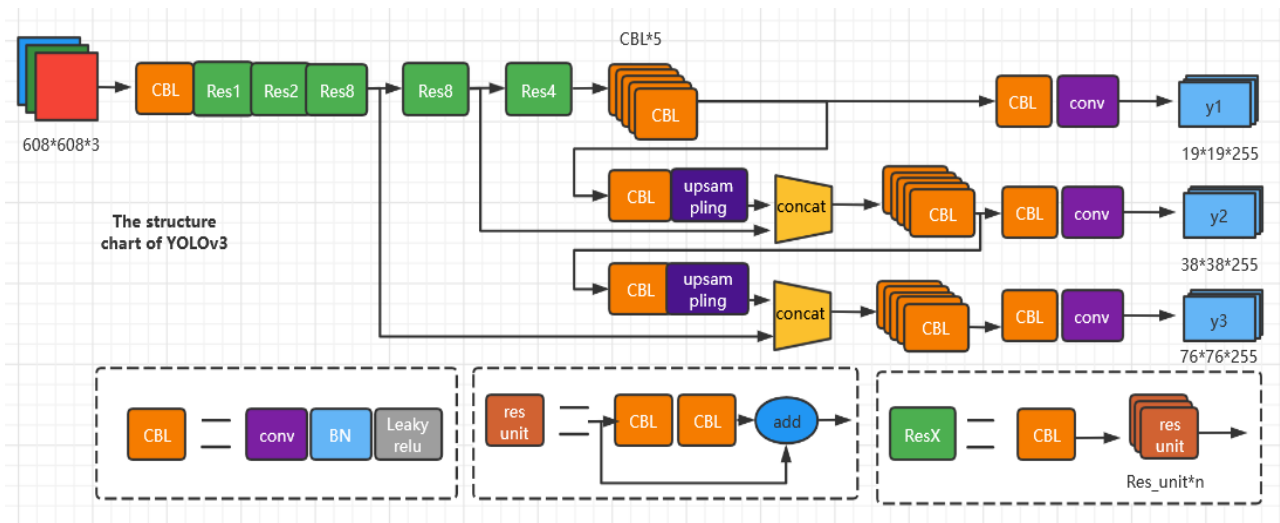 CBL*5
CBL
Res1
Res2
Res8
Res8
Res4
CBL
CBL
conv
y1
608*608*3
19*19*255
The structure
chart of YOLOv3
CBL
upsam
pling
concat
CBL
CBL
conv
y2
38*38*255
CBL
upsam
pling
concat
CBL
CBL
conv
y3
76*76*255
CBL
conv
BN
Leaky
relu
res
unit
CBL
CBL
add
ResX
CBL
res
unit
Res_unit*n